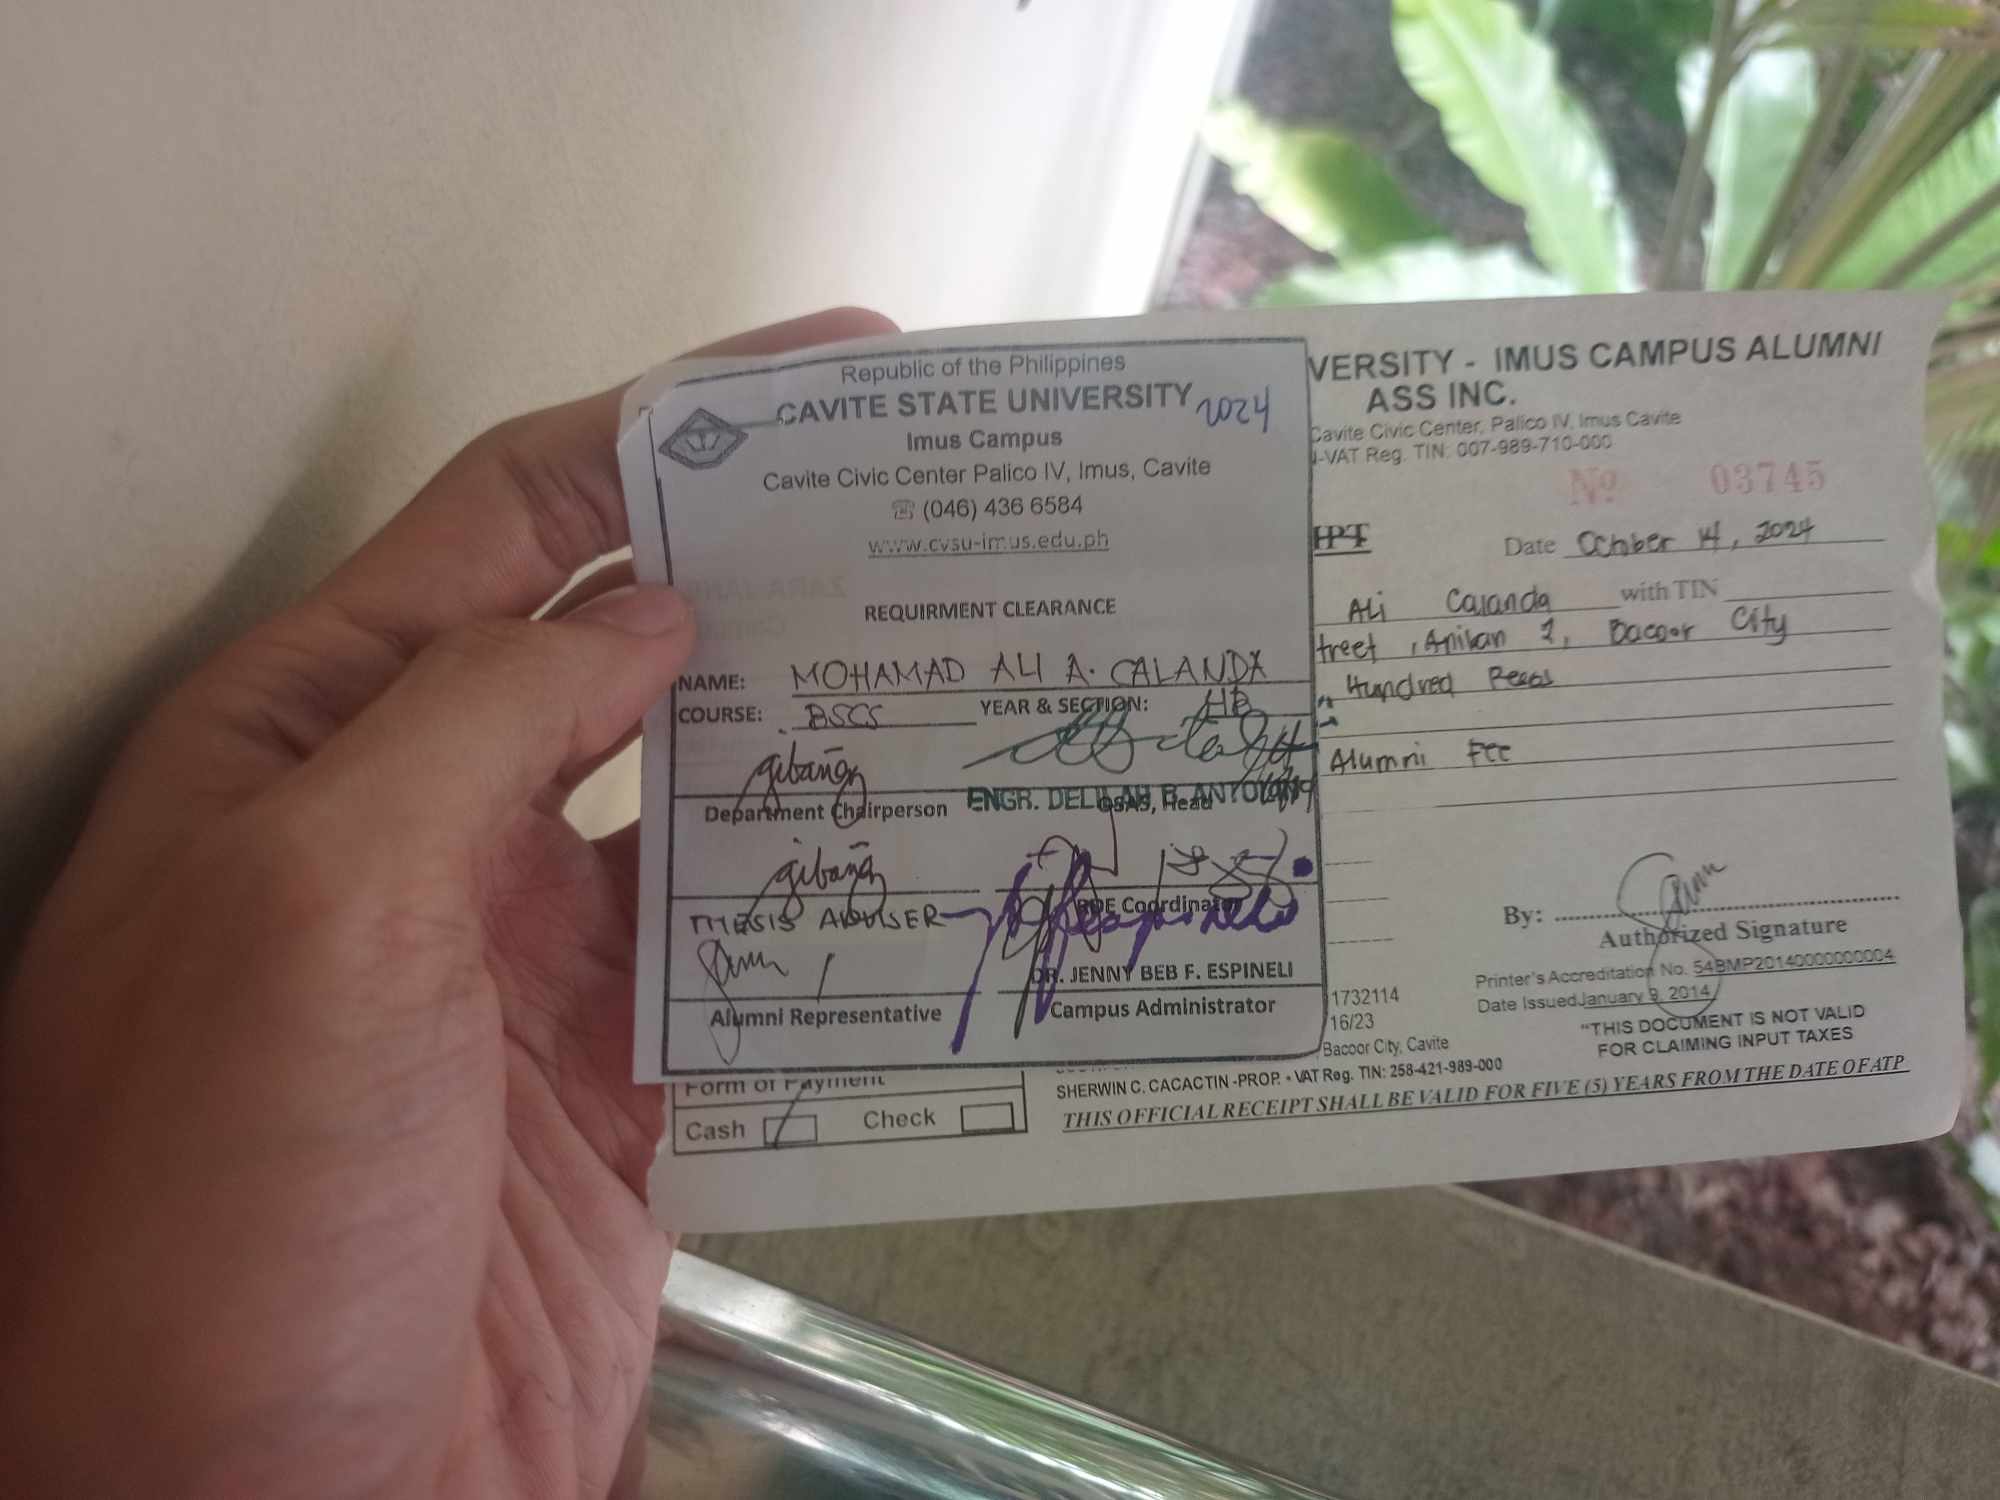 Republic of the Philippines
CAVITE STATE UNIVERSITY 2024
Imus Campus
Cavite Civic Center Palico IV, Imus, Cavite
(046) 436 6584
www.cvsu-imus.edu.ph
REQUIRMENT CLEARANCE
NAME: MOHAMAD ALI A. CALANDA
COURSE: BSCS YEAR & SECTION: 4B
Department Chairperson
ENGR. DELILAH R.
OSAS, Head
THESIS ADVISER
RDE Coordinator
DR. JENNY BEB F. ESPINELI
Alumni Representative
Campus Administrator
VERSITY - IMUS CAMPUS ALUMNI
ASS INC.
Cavite Civic Center, Palico IV, Imus Cavite
-VAT Reg. TIN: 007-989-710-000
No 03745
IPT
Date October 14, 2024
Ali Calanda with TIN
treet, Aniban 2, Bacoor City
Hundred Pesos
Alumni Fee
By:
Authorized Signature
Printer's Accreditation No. 54BMP20140000000004
Date Issued January 9, 2014
1732114
16/23
Bacoor City, Cavite
"THIS DOCUMENT IS NOT VALID
FOR CLAIMING INPUT TAXES
SHERWIN C. CACACTIN -PROP. • VAT Reg. TIN: 258-421-989-000
THIS OFFICIAL RECEIPT SHALL BE VALID FOR FIVE (5) YEARS FROM THE DATE OF ATP
Form of Payment
Cash Check